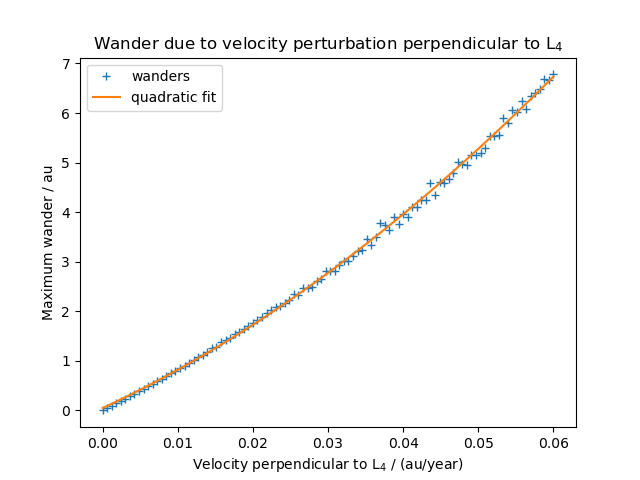 Wander due to velocity perturbation perpendicular to L₄
wanders
quadratic fit
7
6
5
4
3
2
1
0
Maximum wander / au
0.00 0.01 0.02 0.03 0.04 0.05 0.06
Velocity perpendicular to L₄ / (au/year)